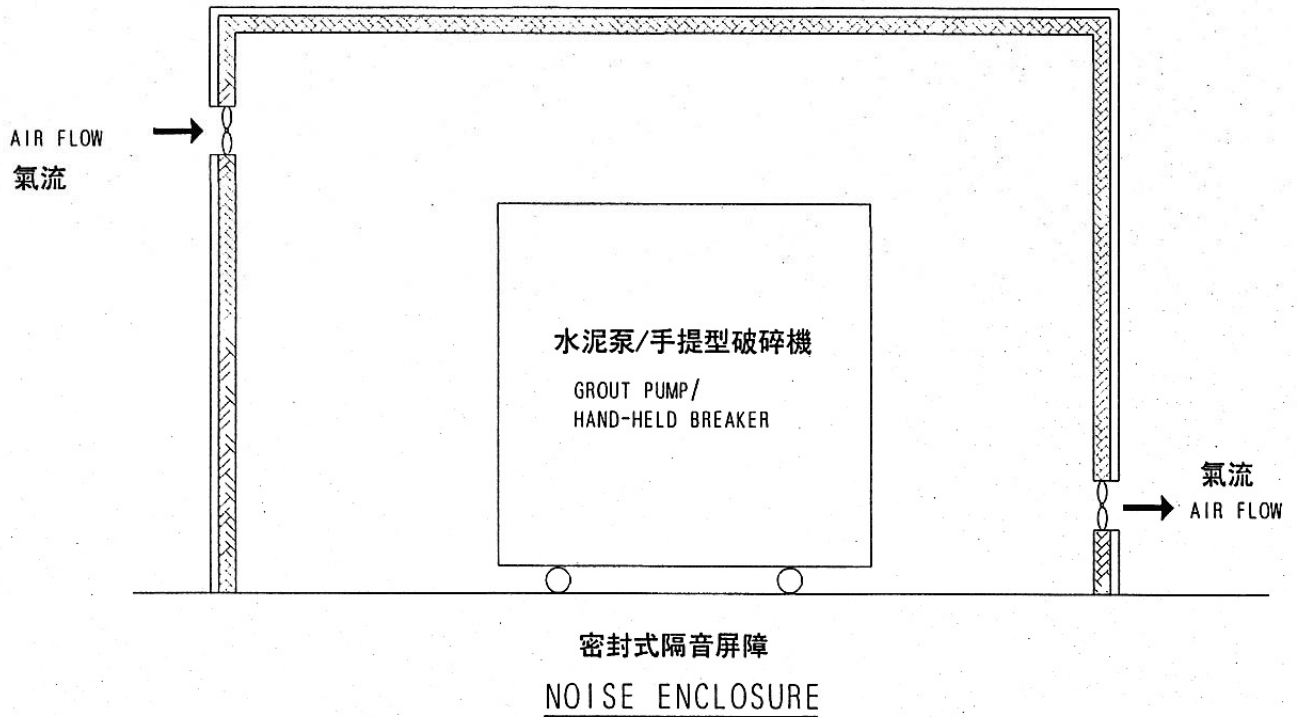 AIR FLOW
氣流
水泥泵/手提型破碎機
GROUT PUMP/
HAND-HELD BREAKER
氣流
AIR FLOW
密封式隔音屏障
NOISE ENCLOSURE